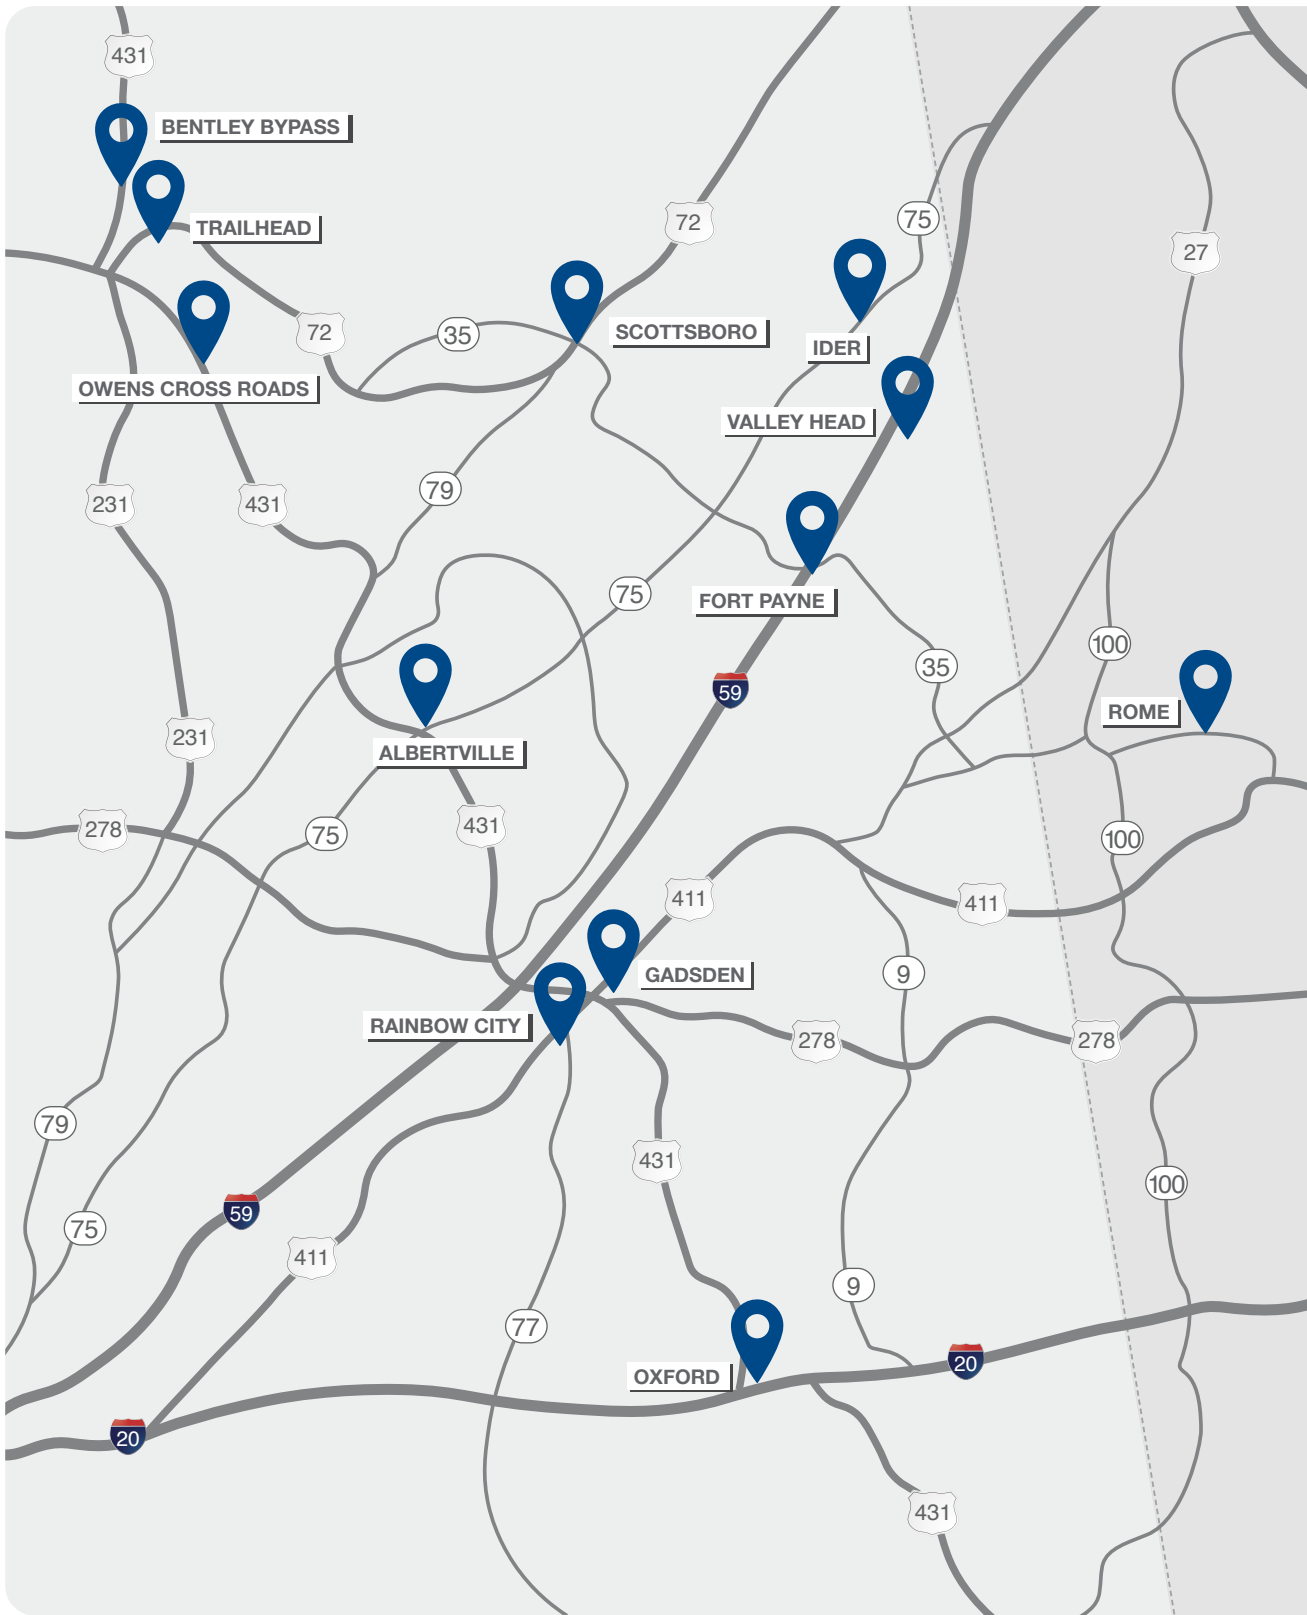 431
BENTLEY BYPASS
TRAILHEAD
72
75
27
SCOTTSBORO
72
35
IDER
OWENS CROSS ROADS
VALLEY HEAD
79
231
431
75
FORT PAYNE
100
35
59
ROME
231
ALBERTVILLE
278
75
431
100
411
411
9
GADSDEN
RAINBOW CITY
278
278
79
431
100
59
75
411
9
77
20
OXFORD
20
431